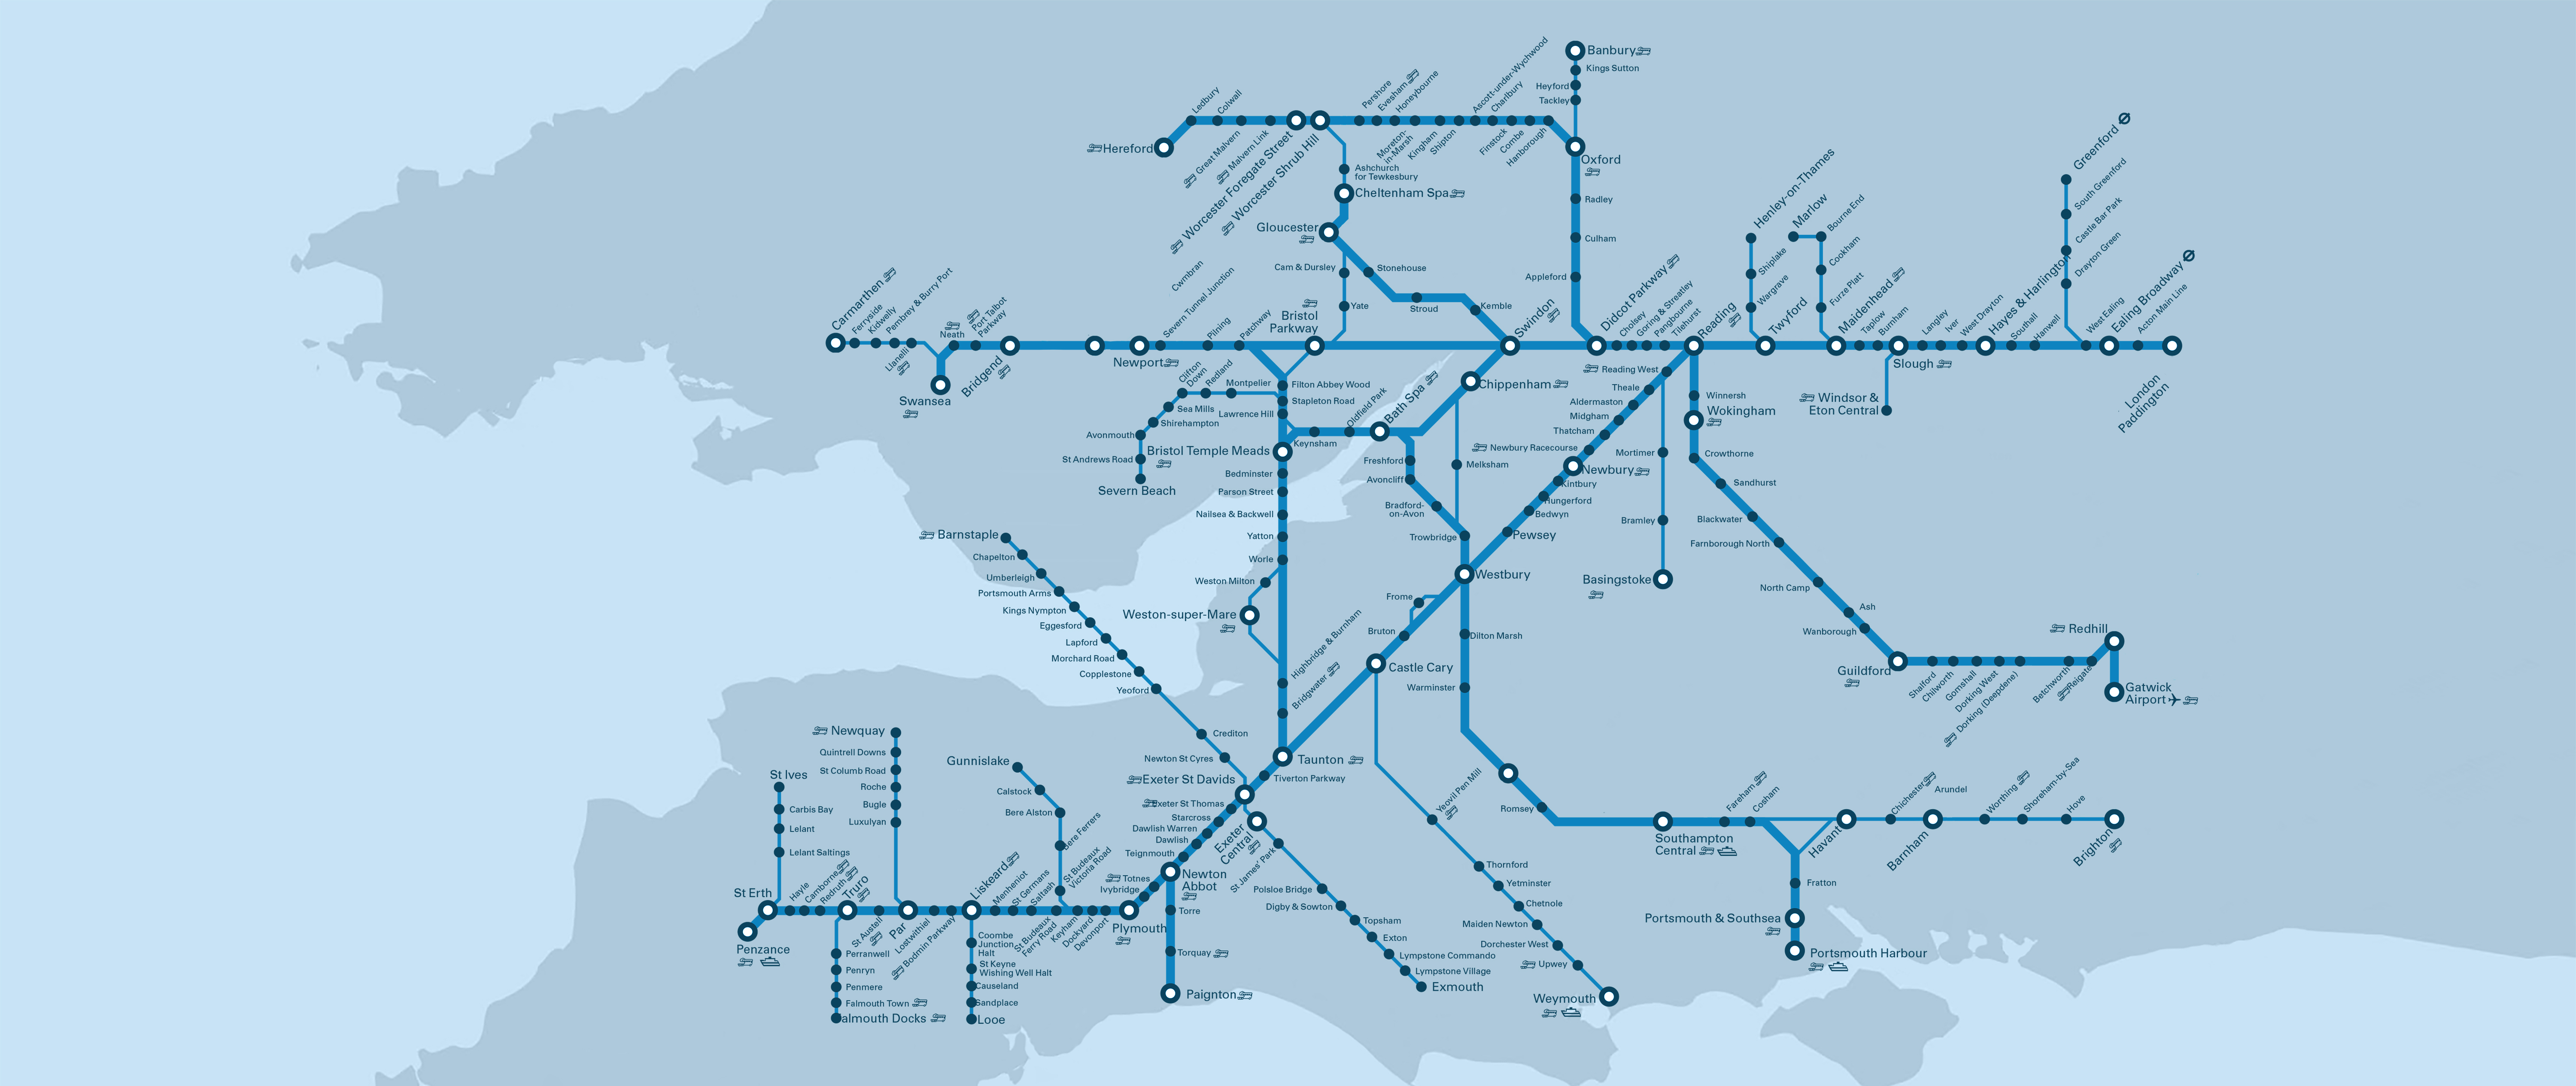 Banbury
Kings Sutton
Heyford
Tackley
Oxford
Radley
Culham
Appleford
Hereford
Ledbury
Colwall
Great Malvern
Malvern Link
Worcester Foregate Street
Worcester Shrub Hill
Pershore
Evesham
Honeybourne
Moreton-
in-Marsh
Kingham
Shipton
Ascott-under-Wychwood
Charlbury
Finstock
Combe
Hanborough
Ashchurch
for Tewkesbury
Cheltenham Spa
Gloucester
Cam & Dursley
Yate
Stonehouse
Stroud
Kemble
Swindon
Carmarthen
Ferryside
Kidwelly
Pembrey & Burry Port
Llanelli
Swansea
Neath
Port Talbot
Parkway
Bridgend
Newport
Cwmbran
Severn Tunnel Junction
Pilning
Patchway
Bristol
Parkway
Didcot Parkway
Cholsey
Goring & Streatley
Pangbourne
Tilehurst
Reading
Henley-on-Thames
Shiplake
Wargrave
Twyford
Marlow
Bourne End
Cookham
Furze Platt
Maidenhead
Taplow
Burnham
Slough
Windsor &
Eton Central
Langley
Iver
West Drayton
Hayes & Harlington
Southall
Hanwell
Greenford
South Greenford
Castle Bar Park
Drayton Green
West Ealing
Ealing Broadway
Acton Main Line
London
Paddington
Filton Abbey Wood
Stapleton Road
Lawrence Hill
Montpelier
Redland
Clifton
Down
Sea Mills
Shirehampton
Avonmouth
St Andrews Road
Severn Beach
Bristol Temple Meads
Keynsham
Oldfield Park
Bath Spa
Chippenham
Melksham
Freshford
Avoncliff
Bradford-
on-Avon
Trowbridge
Westbury
Reading West
Theale
Aldermaston
Midgham
Thatcham
Newbury Racecourse
Newbury
Kintbury
Hungerford
Bedwyn
Pewsey
Mortimer
Bramley
Basingstoke
Winnersh
Wokingham
Crowthorne
Sandhurst
Blackwater
Farnborough North
North Camp
Ash
Wanborough
Guildford
Shalford
Chilworth
Gomshall
Dorking West
Dorking (Deepdene)
Betchworth
Reigate
Redhill
Gatwick
Airport
Bedminster
Parson Street
Nailsea & Backwell
Yatton
Worle
Weston Milton
Weston-super-Mare
Highbridge & Burnham
Bridgwater
Taunton
Frome
Bruton
Castle Cary
Dilton Marsh
Warminster
Romsey
Southampton
Central
Fareham
Cosham
Havant
Chichester
Barnham
Arundel
Worthing
Shoreham-by-Sea
Hove
Brighton
Fratton
Portsmouth & Southsea
Portsmouth Harbour
Yeovil Pen Mill
Thornford
Yetminster
Chetnole
Maiden Newton
Dorchester West
Upwey
Weymouth
Barnstaple
Chapelton
Umberleigh
Portsmouth Arms
Kings Nympton
Eggesford
Lapford
Morchard Road
Copplestone
Yeoford
Crediton
Newton St Cyres
Tiverton Parkway
Exeter St Davids
Exeter St Thomas
Starcross
Dawlish Warren
Dawlish
Teignmouth
Exeter
Central
St James' Park
Polsloe Bridge
Digby & Sowton
Topsham
Exton
Lympstone Commando
Lympstone Village
Exmouth
Newton
Abbot
Torre
Torquay
Paignton
Totnes
Ivybridge
Plymouth
Devonport
Dockyard
Keyham
St Budeaux
Ferry Road
St Budeaux
Victoria Road
Bere Ferrers
Bere Alston
Calstock
Gunnislake
Saltash
St Germans
Menheniot
Liskeard
Coombe
Junction
Halt
St Keyne
Wishing Well Halt
Causeland
Sandplace
Looe
Bodmin Parkway
Lostwithiel
Par
Newquay
Quintrell Downs
St Columb Road
Roche
Bugle
Luxulyan
St Austell
Truro
Perranwell
Penryn
Penmere
Falmouth Town
almouth Docks
Redruth
Camborne
Hayle
St Erth
St Ives
Carbis Bay
Lelant
Lelant Saltings
Penzance